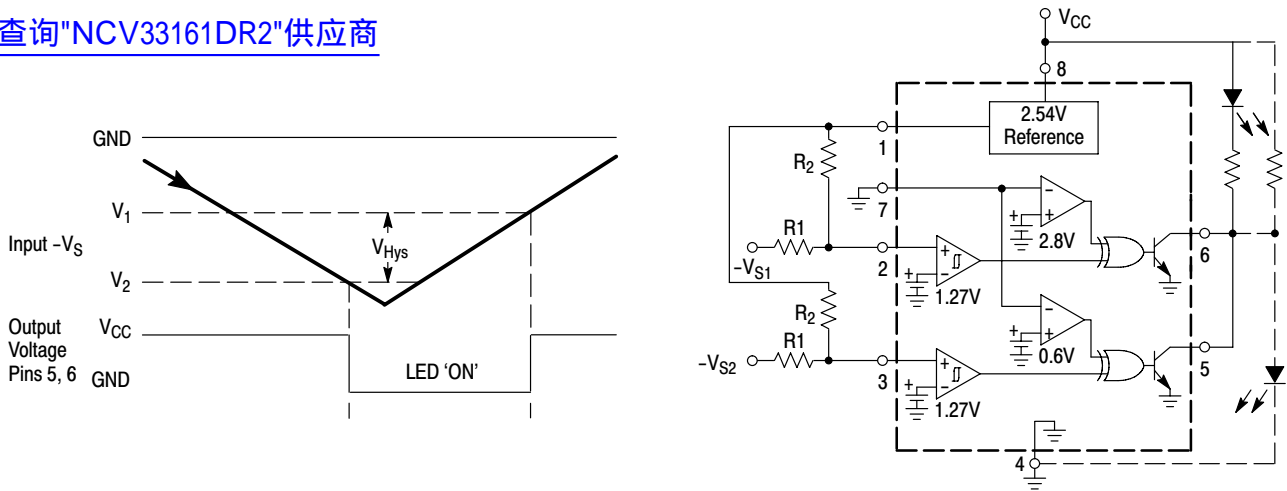 查询"NCV33161DR2"供应商
GND
V1
Input -VS
VHys
V2
Output
Voltage
Pins 5, 6
VCC
GND
LED 'ON'
VCC
8
2.54V
Reference
1
R2
7
R1
-VS1
2
+
-
+
2.8V
6
+
-
+
1.27V
R2
R1
-VS2
3
-
+
+
0.6V
5
+
-
+
1.27V
4